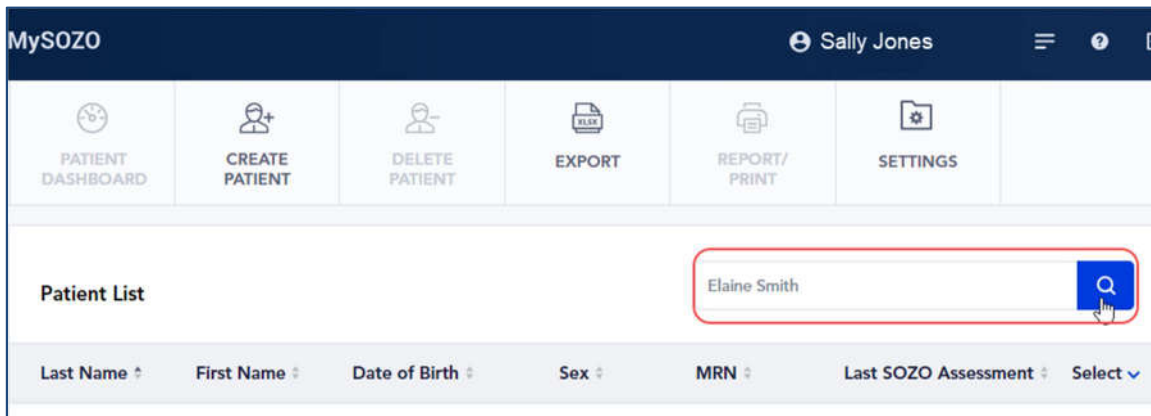 MySOZO
Sally Jones
?
PATIENT
DASHBOARD
CREATE
PATIENT
DELETE
PATIENT
XLSX
EXPORT
REPORT/
PRINT
SETTINGS
Patient List
Elaine Smith
Last Name First Name Date of Birth Sex MRN Last SOZO Assessment Select